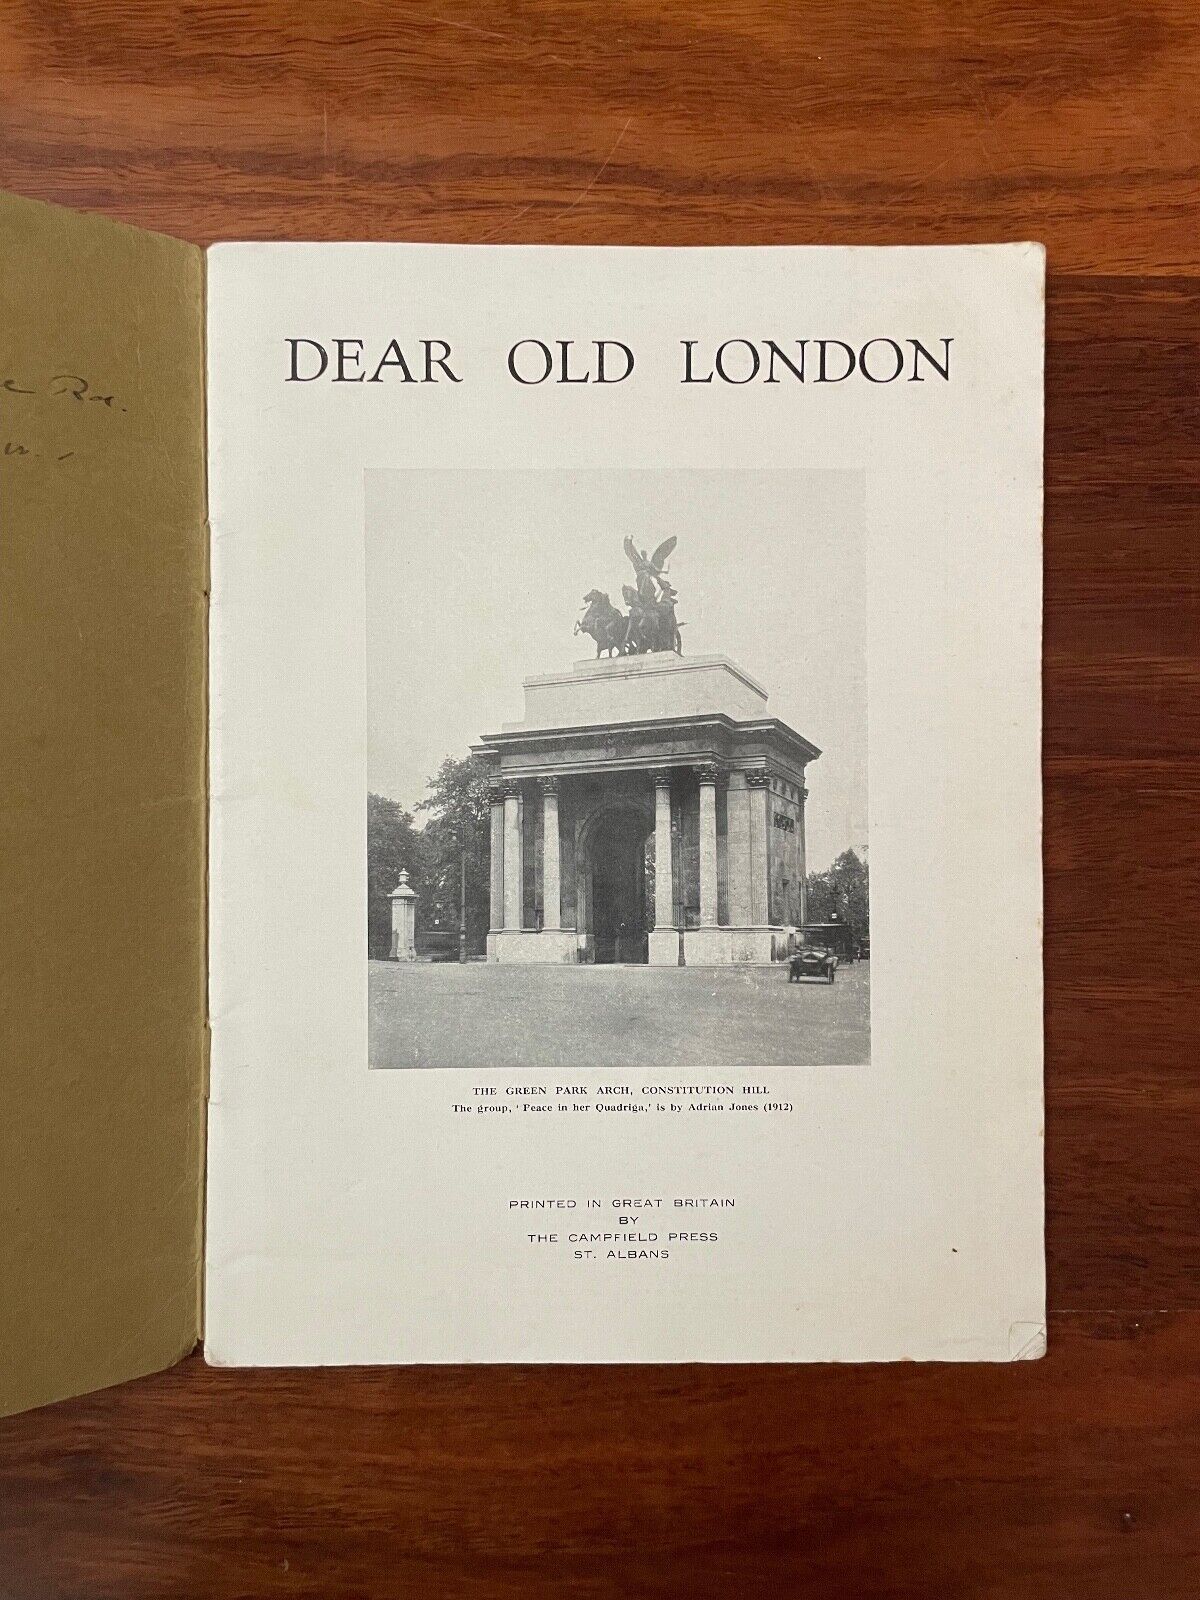 DEAR OLD LONDON
THE GREEN PARK ARCH, CONSTITUTION HILL
The group, ' Peace in her Quadriga,' is by Adrian Jones (1912)
PRINTED IN GREAT BRITAIN
BY
THE CAMPFIELD PRESS
ST. ALBANS